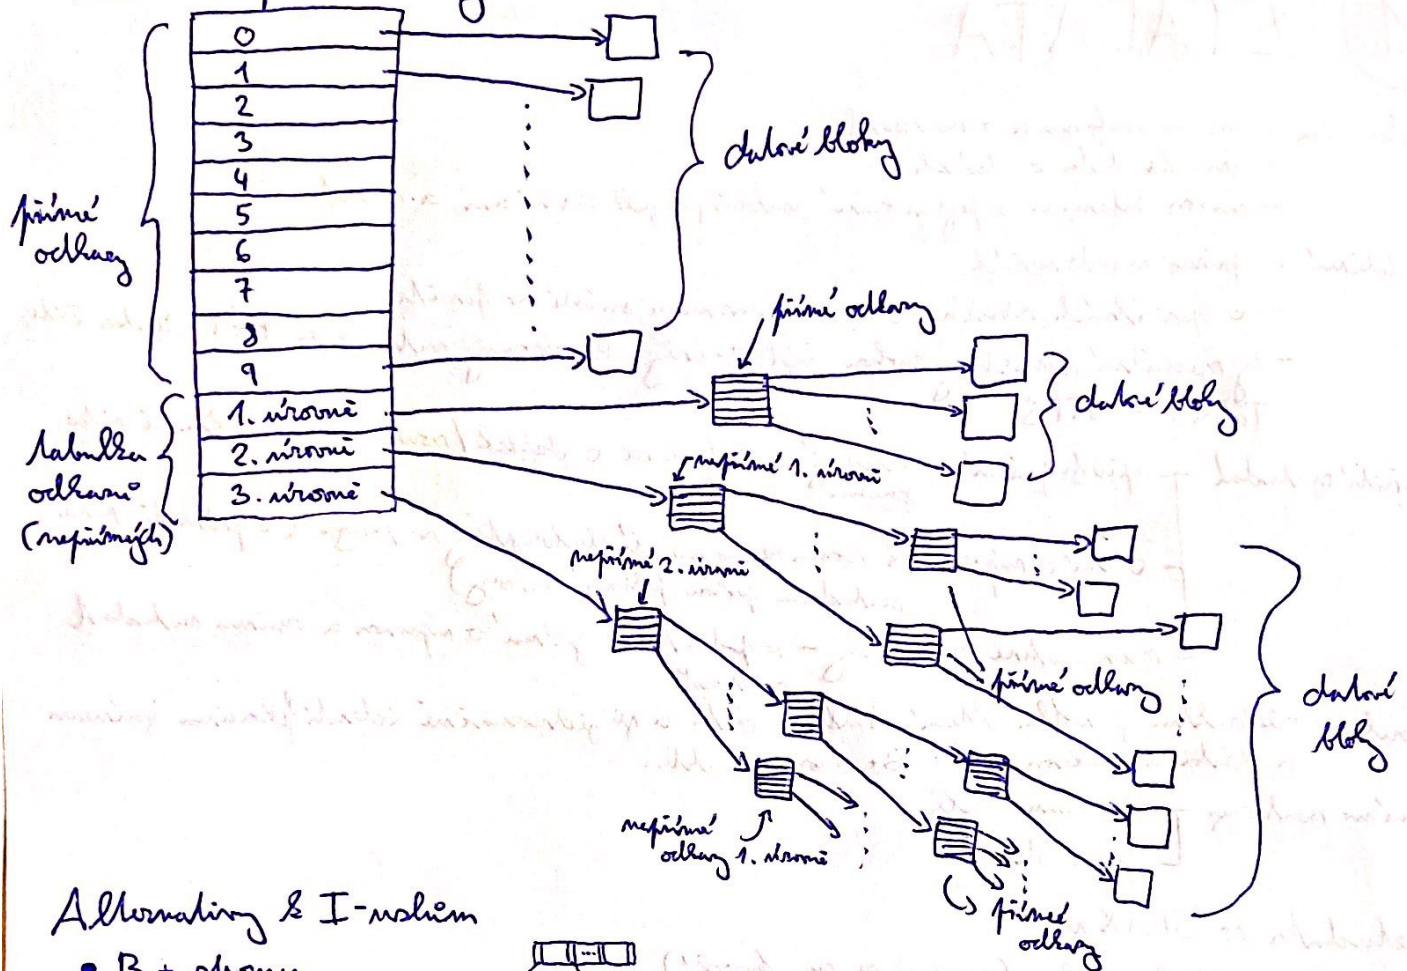 0
1
2
3
4
5
6
7
8
9
1. úrovně
2. úrovně
3. úrovně
přímé
odkazy
tabulka
odkazů
(nepřímých)
datové bloky
přímé odkazy
datové bloky
nepřímé 1. úrovně
nepřímé 2. úrovně
přímé odkazy
datové
bloky
nepřímé
odkazy 1. úrovně
přímé
odkazy
Alternativy k I-uzlům
• B+ stromy